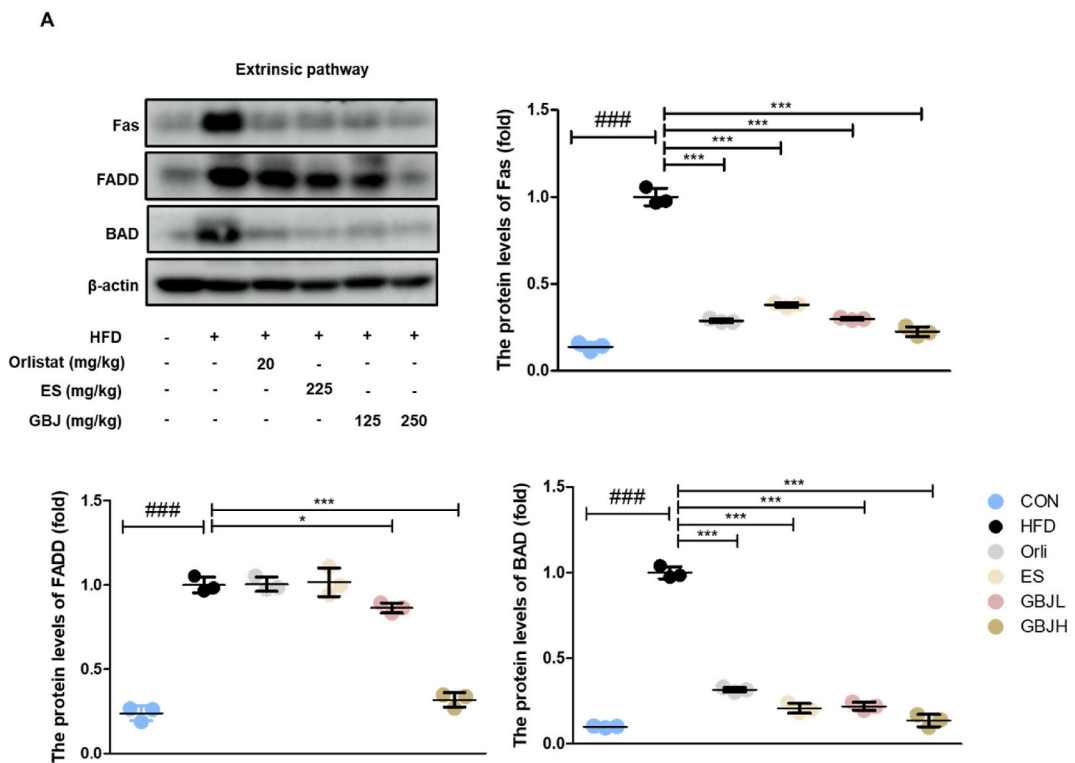 A
Extrinsic pathway
Fas
FADD
BAD
β-actin
HFD - + + + + +
Orlistat (mg/kg) - - 20 - - -
ES (mg/kg) - - - 225 - -
GBJ (mg/kg) - - - - 125 250
The protein levels of Fas (fold)
1.5
1.0
0.5
0.0
###
***
***
***
***
The protein levels of FADD (fold)
1.5
1.0
0.5
0.0
###
***
*
The protein levels of BAD (fold)
1.5
1.0
0.5
0.0
###
***
***
***
***
CON
HFD
Orli
ES
GBJL
GBJH